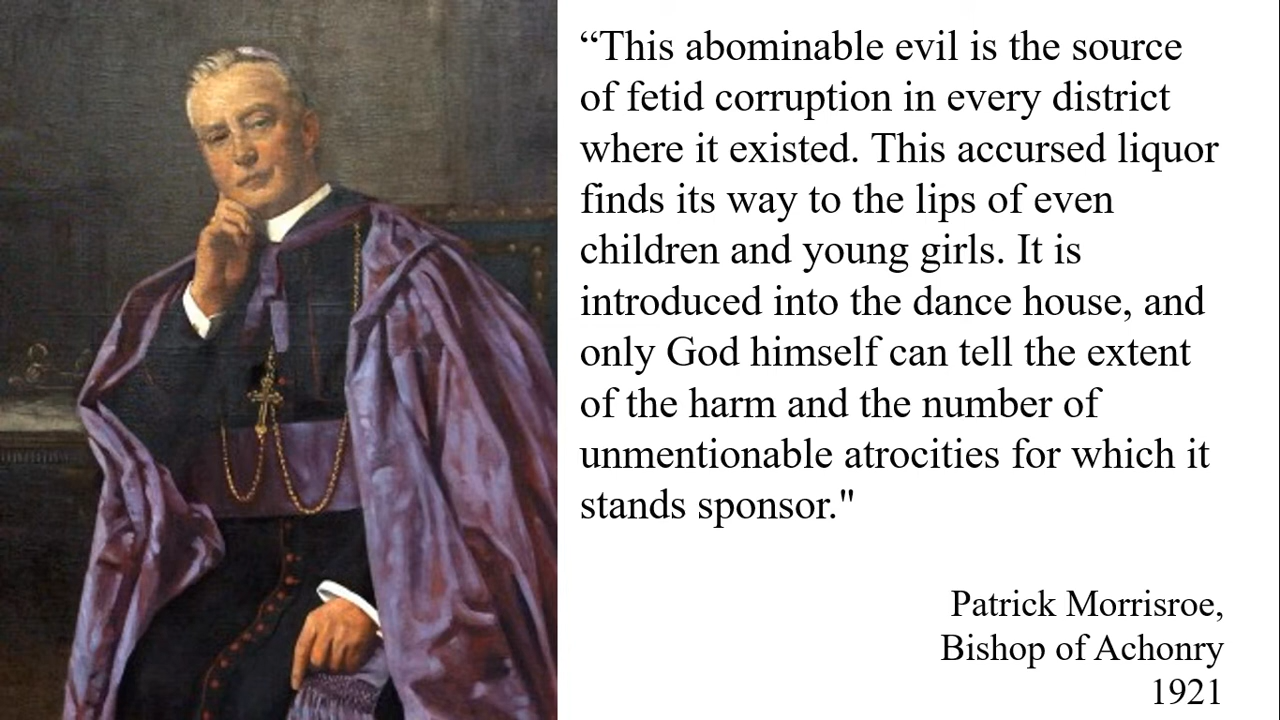 “This abominable evil is the source
of fetid corruption in every district
where it existed. This accursed liquor
finds its way to the lips of even
children and young girls. It is
introduced into the dance house, and
only God himself can tell the extent
of the harm and the number of
unmentionable atrocities for which it
stands sponsor."
Patrick Morrisroe,
Bishop of Achonry
1921